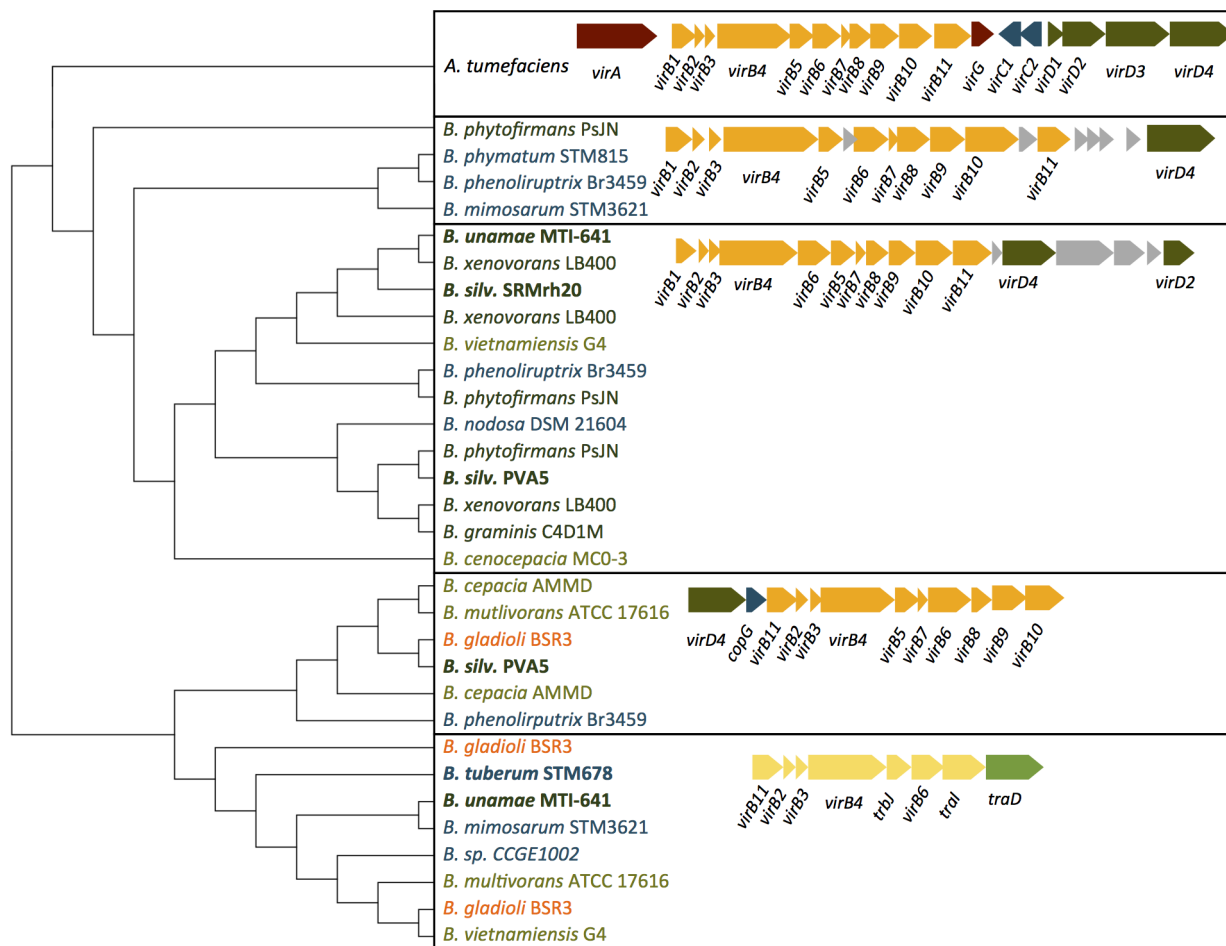 A. tumefaciens
virA
virB1
virB2
virB3
virB4
virB5
virB6
virB7
virB8
virB9
virB10
virB11
virG
virC1
virC2
virD1
virD2
virD3
virD4
B. phytofirmans PsJN
B. phymatum STM815
B. phenoliruptrix Br3459
B. mimosarum STM3621
virB1
virB2
virB3
virB4
virB5
virB6
virB7
virB8
virB9
virB10
virB11
virD4
B. unamae MTI-641
B. xenovorans LB400
B. silv. SRMrh20
B. xenovorans LB400
B. vietnamiensis G4
B. phenoliruptrix Br3459
B. phytofirmans PsJN
B. nodosa DSM 21604
B. phytofirmans PsJN
B. silv. PVA5
B. xenovorans LB400
B. graminis C4D1M
B. cenocepacia MC0-3
virB1
virB2
virB3
virB4
virB6
virB5
virB7
virB8
virB9
virB10
virB11
virD4
virD2
B. cepacia AMMD
B. mutlivorans ATCC 17616
B. gladioli BSR3
B. silv. PVA5
B. cepacia AMMD
B. phenolirputrix Br3459
virD4
copG
virB11
virB2
virB3
virB4
virB5
virB7
virB6
virB8
virB9
virB10
B. gladioli BSR3
B. tuberum STM678
B. unamae MTI-641
B. mimosarum STM3621
B. sp. CCGE1002
B. multivorans ATCC 17616
B. gladioli BSR3
B. vietnamiensis G4
virB11
virB2
virB3
virB4
trbJ
virB6
traI
traD